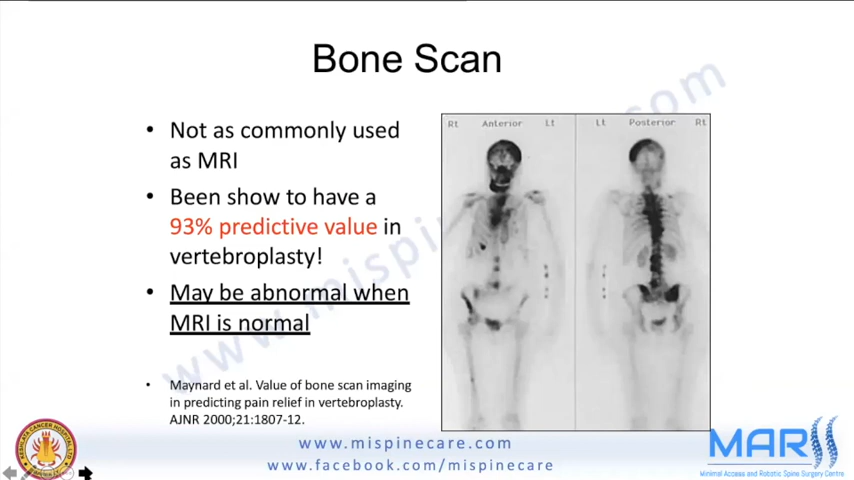 Bone Scan
• Not as commonly used
as MRI
• Been show to have a
93% predictive value in
vertebroplasty!
• May be abnormal when
MRI is normal
• Maynard et al. Value of bone scan imaging
in predicting pain relief in vertebroplasty.
AJNR 2000;21:1807-12.
Rt Anterior Lt
Lt Posterior Rt
www.mispinecare.com
www.facebook.com/mispinecare
MARSS
Minimal Access and Robotic Spine Surgery Centre